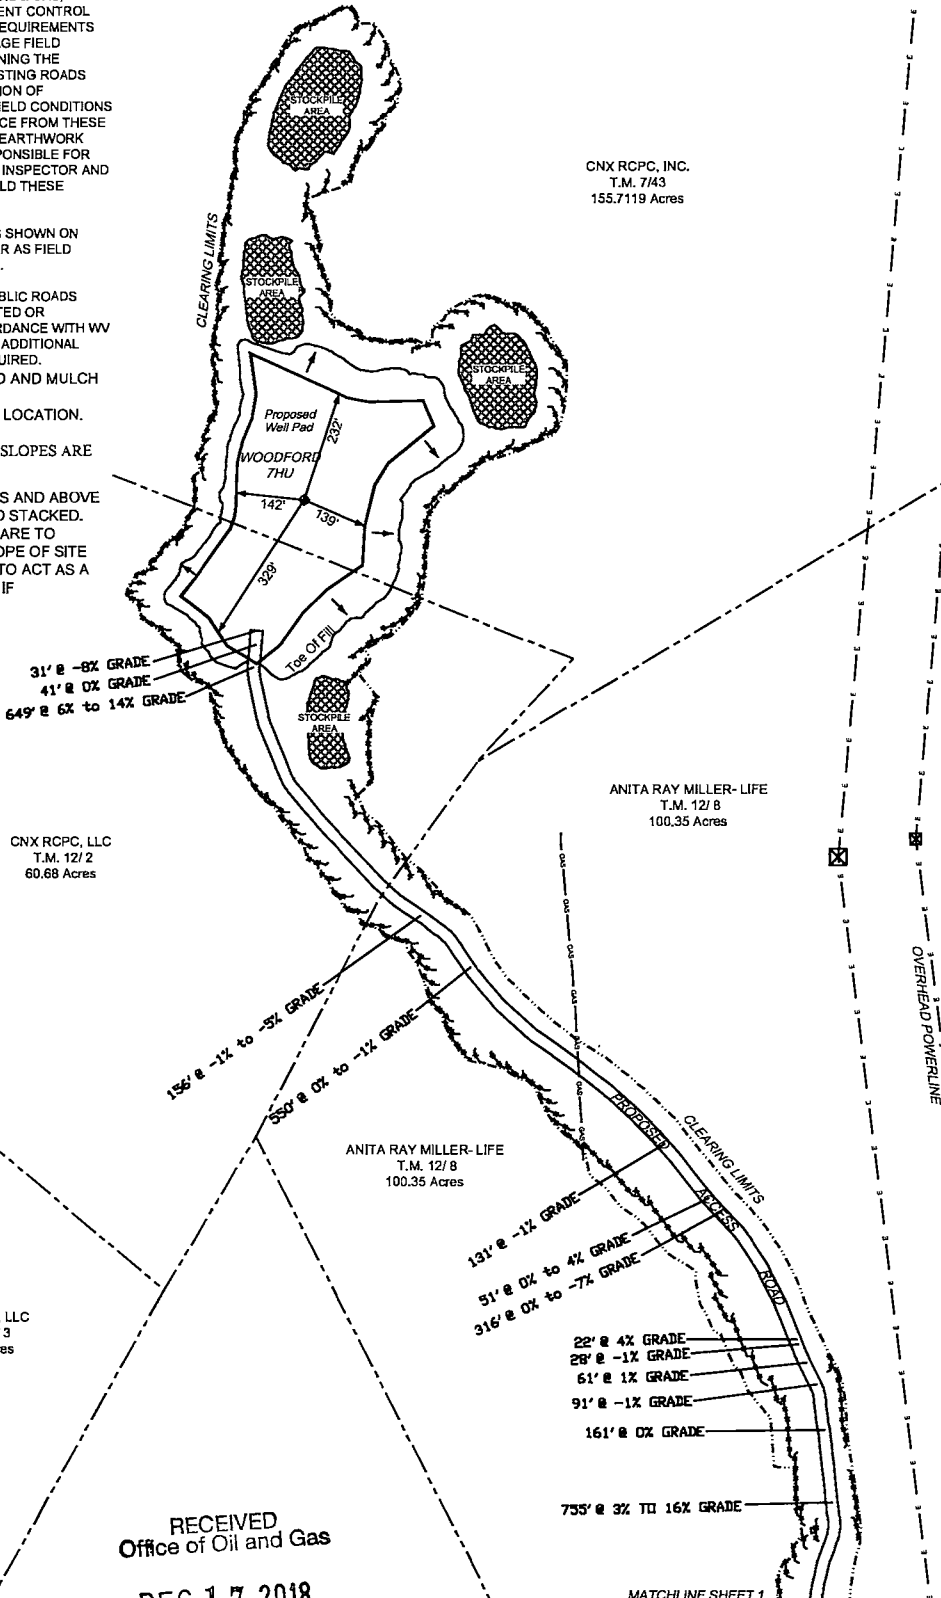 ENT CONTROL
EQUIREMENTS
GE FIELD
NING THE
STING ROADS
ION OF
IELD CONDITIONS
CE FROM THESE
EARTHWORK
PONSIBLE FOR
INSPECTOR AND
LD THESE
S SHOWN ON
R AS FIELD
BLIC ROADS
TED OR
RDANCE WITH WV
ADDITIONAL
UIRED.
D AND MULCH
LOCATION.
SLOPES ARE
S AND ABOVE
D STACKED.
ARE TO
OPE OF SITE
TO ACT AS A
IF
STOCKPILE
AREA
CNX RCPC, INC.
T.M. 7/43
155.7119 Acres
CLEARING LIMITS
STOCKPILE
AREA
STOCKPILE
AREA
Proposed
Well Pad
232'
WOODFORD
7HU
142'
139'
329'
Toe Of Fill
31' @ -8% GRADE
41' @ 0% GRADE
649' @ 6% to 14% GRADE
STOCKPILE
AREA
ANITA RAY MILLER- LIFE
T.M. 12/ 8
100.35 Acres
CNX RCPC, LLC
T.M. 12/ 2
60.68 Acres
GAS
GAS
GAS
GAS
GAS
OVERHEAD POWERLINE
156' @ -1% to -5% GRADE
550' @ 0% to -1% GRADE
ANITA RAY MILLER- LIFE
T.M. 12/ 8
100.35 Acres
PROPOSED
ACCESS
ROAD
CLEARING LIMITS
131' @ -1% GRADE
51' @ 0% to 4% GRADE
316' @ 0% to -7% GRADE
LLC
3
es
22' @ 4% GRADE
28' @ -1% GRADE
61' @ 1% GRADE
91' @ -1% GRADE
161' @ 0% GRADE
755' @ 3% TO 16% GRADE
RECEIVED
Office of Oil and Gas
DEC 17 2018
MATCHLINE SHEET 1